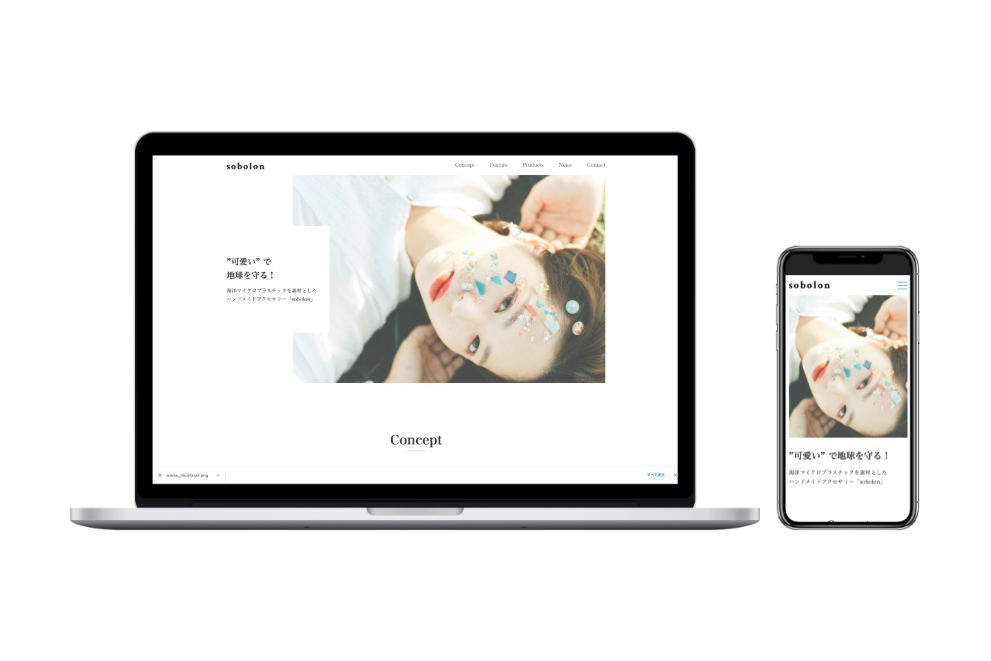 sobolon
Concept Feature Products News Contact
”可愛い” で
地球を守る！
海洋マイクロプラスチックを素材とした
ハンドメイドアクセサリー「sobolon」
Concept
works_thumbnail.png
すべて表示
sobolon
”可愛い” で地球を守る！
海洋マイクロプラスチックを素材とした
ハンドメイドアクセサリー「sobolon」